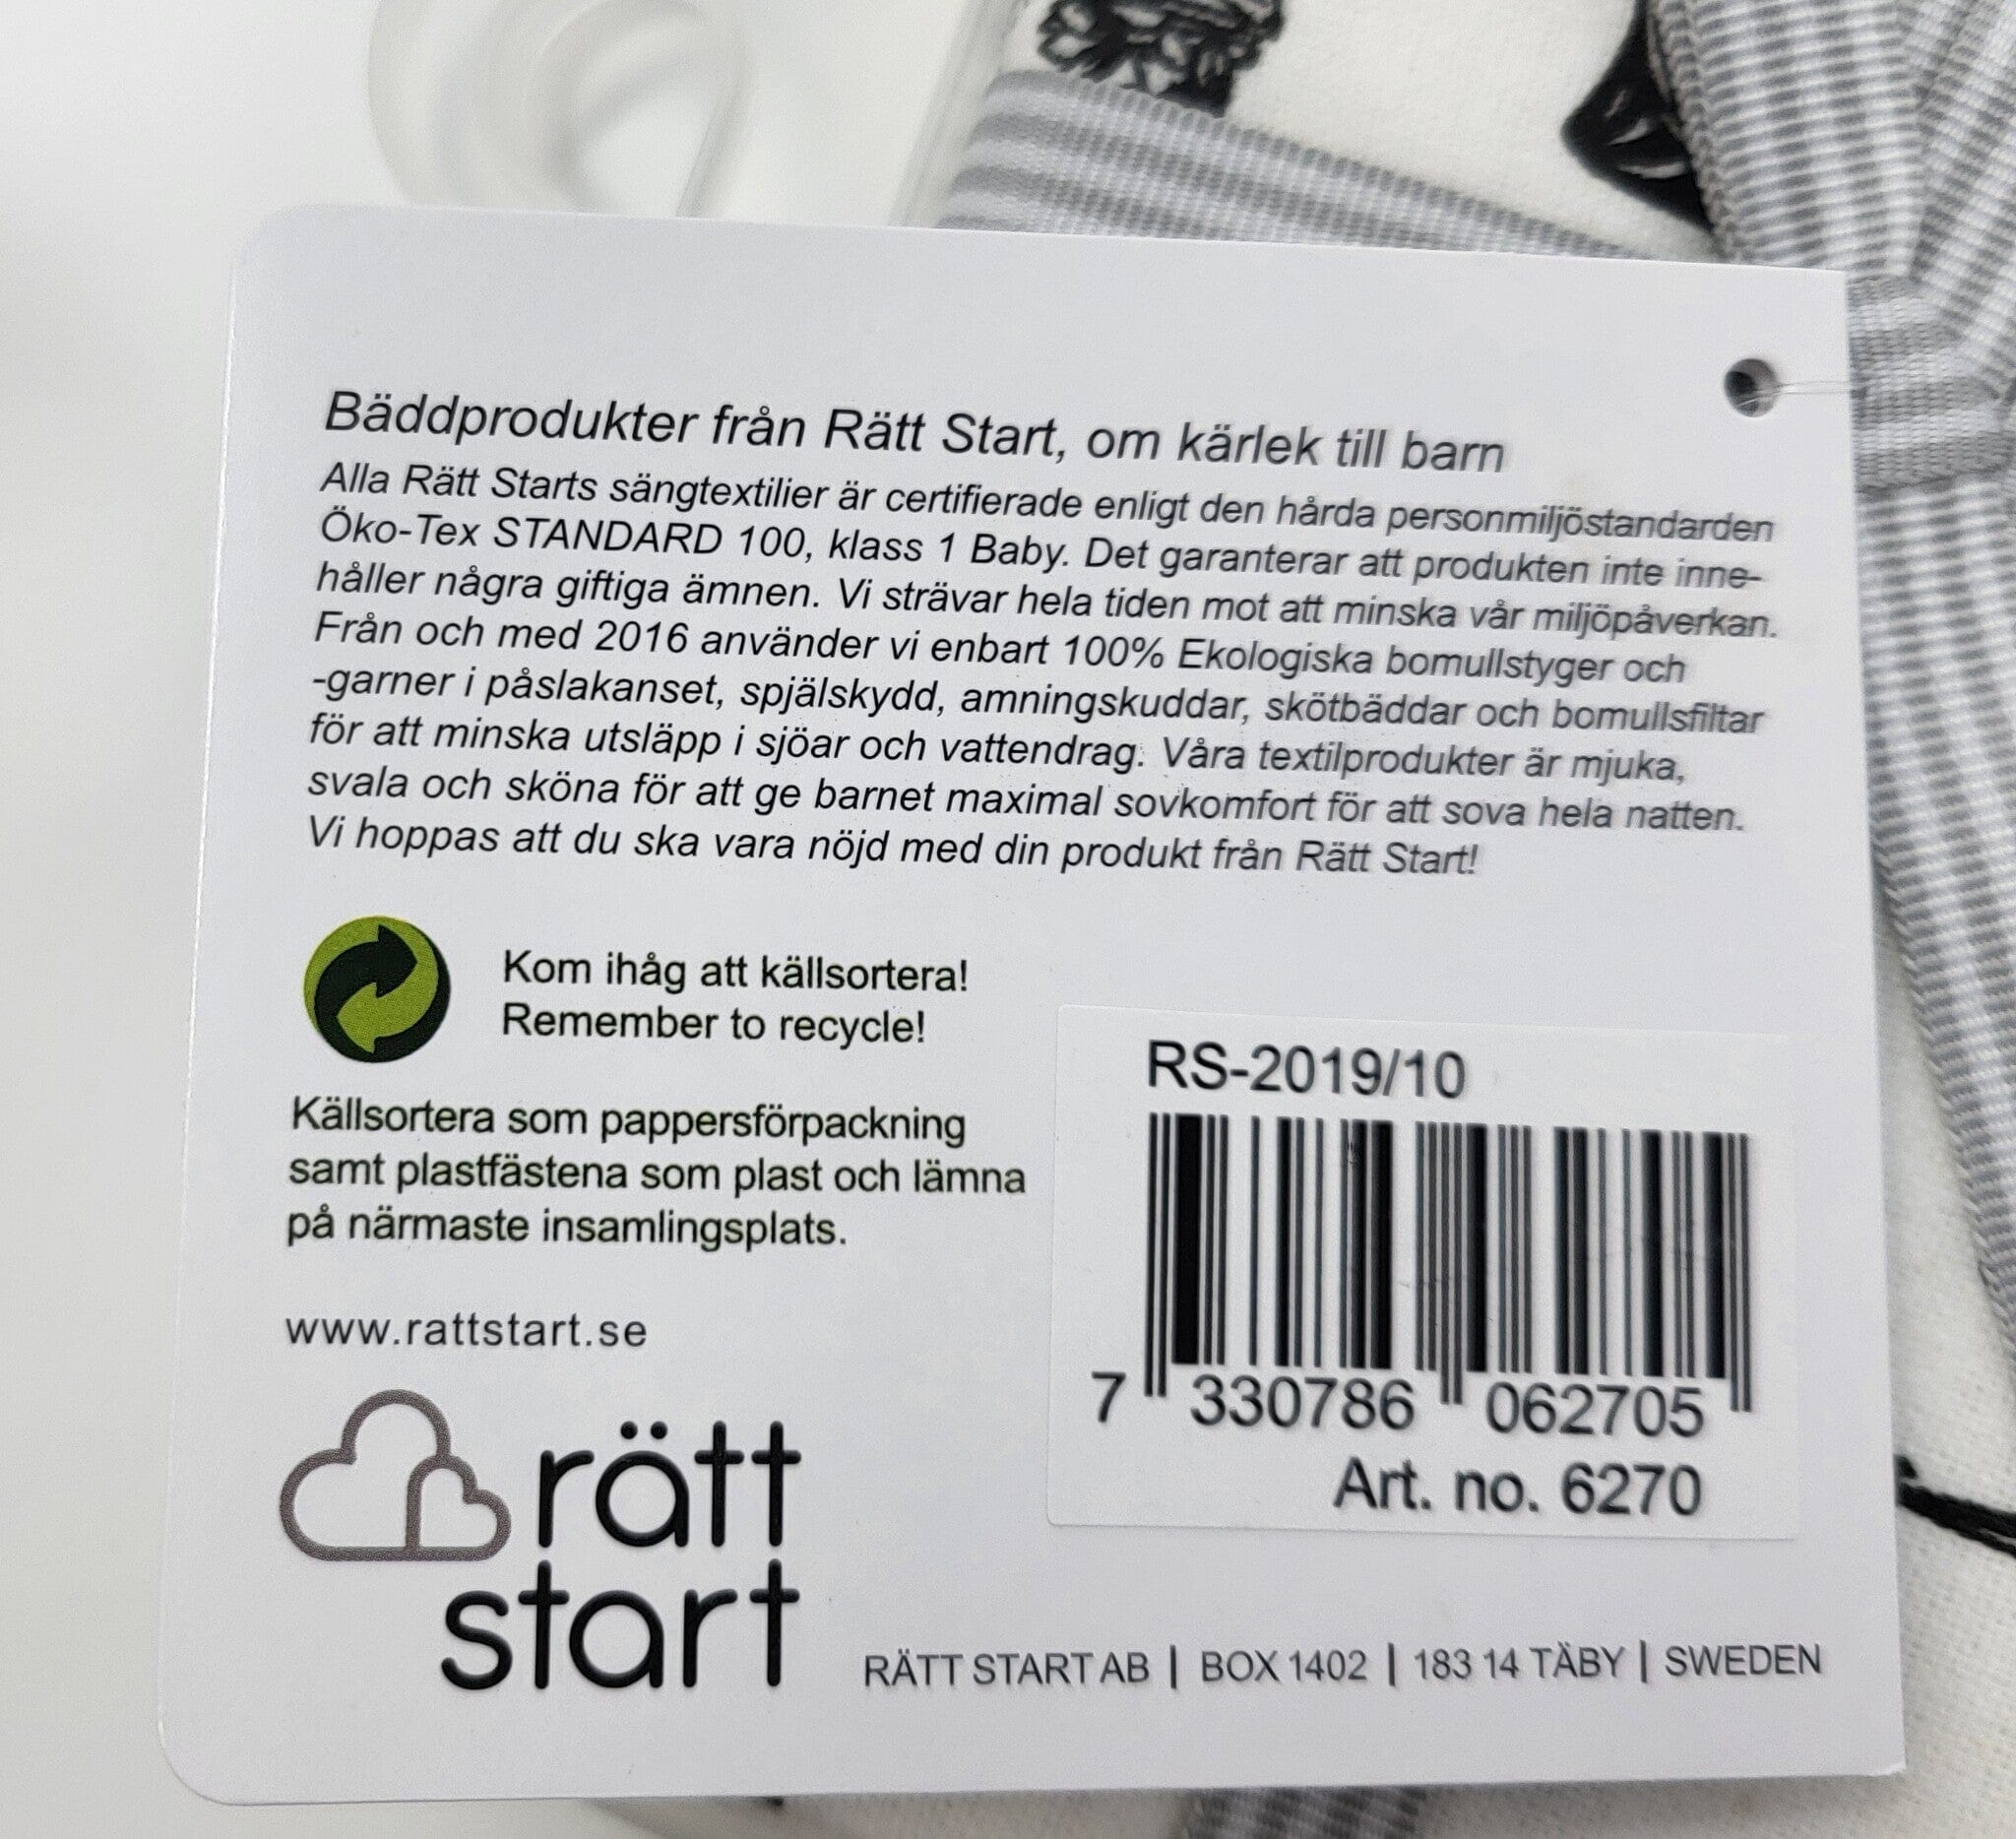 Bäddprodukter från Rätt Start, om kärlek till barn
Alla Rätt Starts sängtextilier är certifierade enligt den hårda personmiljöstandarden
Öko-Tex STANDARD 100, klass 1 Baby. Det garanterar att produkten inte inne-
håller några giftiga ämnen. Vi strävar hela tiden mot att minska vår miljöpåverkan.
Från och med 2016 använder vi enbart 100% Ekologiska bomullstyger och
-garner i påslakanset, spjälskydd, amningskuddar, skötbäddar och bomullsfiltar
för att minska utsläpp i sjöar och vattendrag. Våra textilprodukter är mjuka,
svala och sköna för att ge barnet maximal sovkomfort för att sova hela natten.
Vi hoppas att du ska vara nöjd med din produkt från Rätt Start!
Kom ihåg att källsortera!
Remember to recycle!
Källsortera som pappersförpackning
samt plastfästena som plast och lämna
på närmaste insamlingsplats.
www.rattstart.se
RS-2019/10
7 330786 062705
Art. no. 6270
rätt
start
RÄTT START AB | BOX 1402 | 183 14 TÄBY | SWEDEN